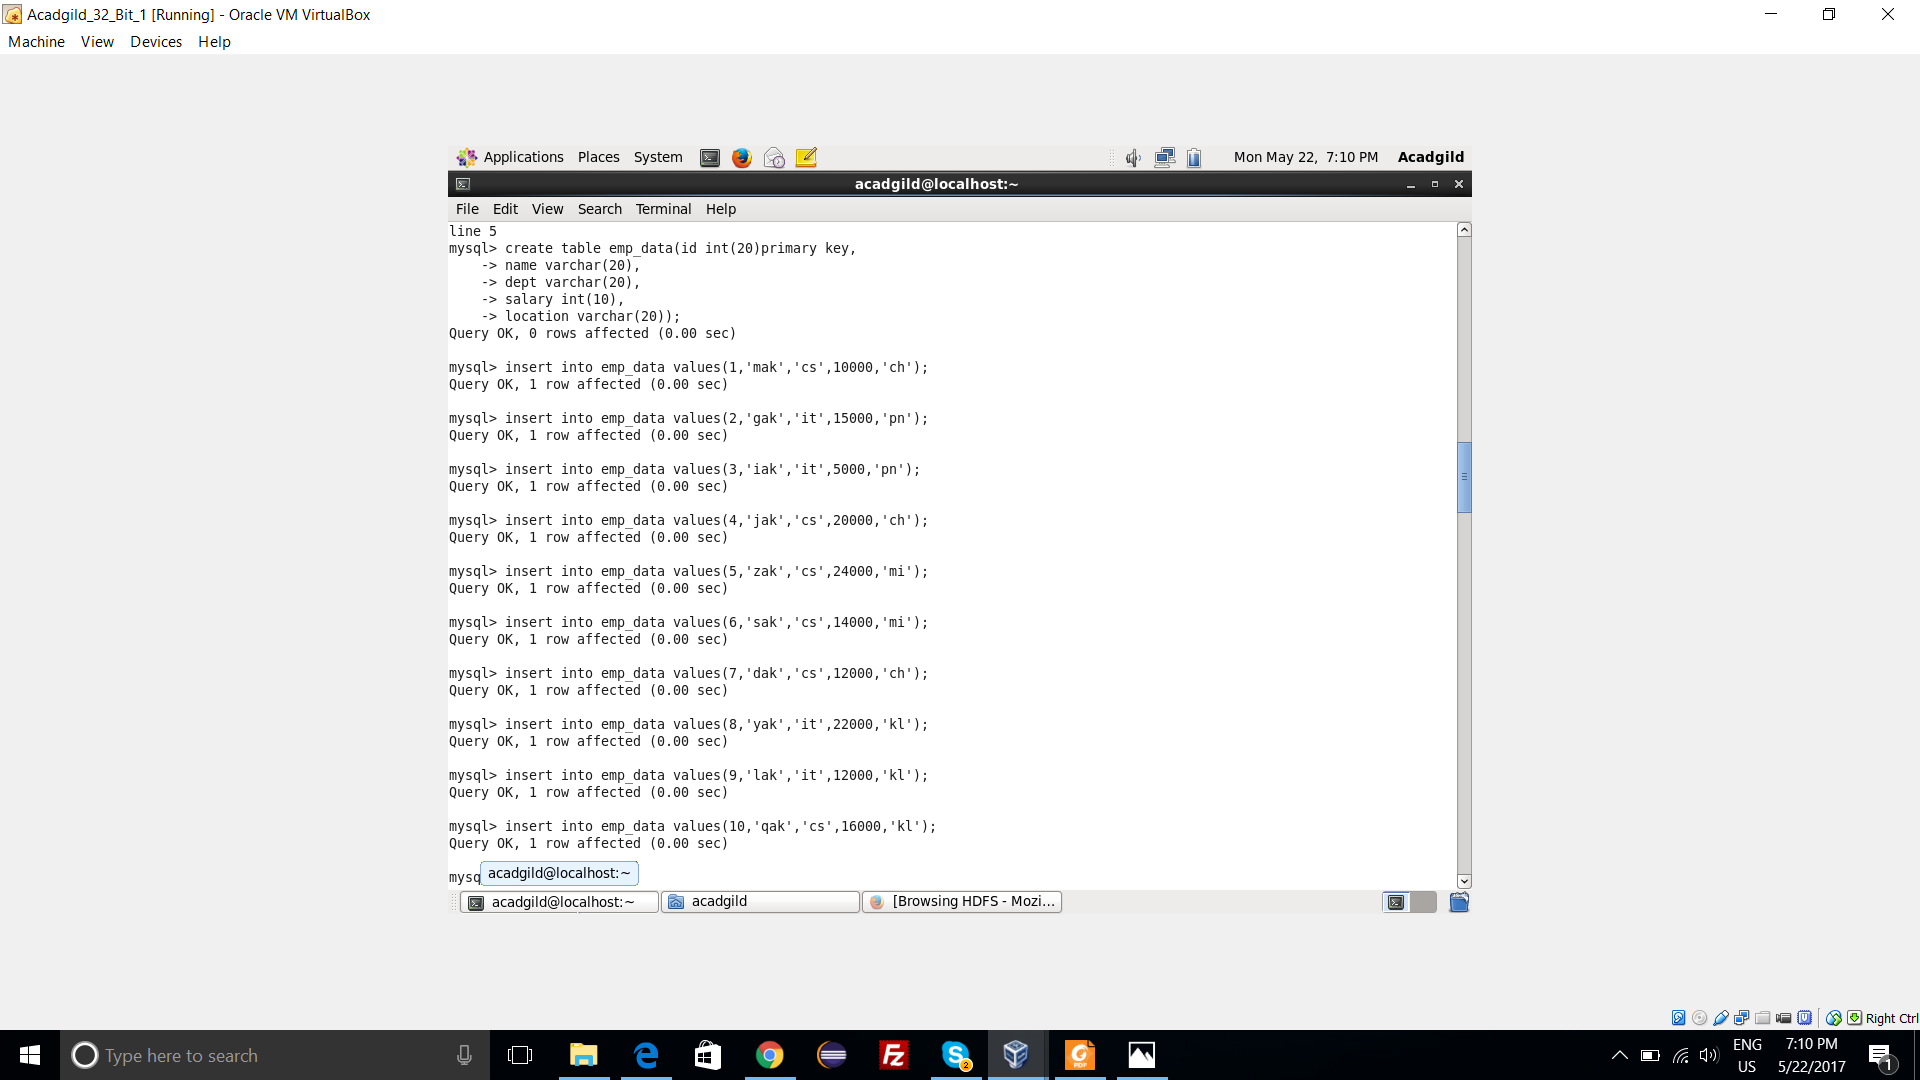 Acadgild_32_Bit_1 [Running] - Oracle VM VirtualBox
Machine View Devices Help
Applications Places System Mon May 22, 7:10 PM Acadgild
acadgild@localhost:~
File Edit View Search Terminal Help
line 5
mysql> create table emp_data(id int(20)primary key,
-> name varchar(20),
-> dept varchar(20),
-> salary int(10),
-> location varchar(20));
Query OK, 0 rows affected (0.00 sec)
mysql> insert into emp_data values(1,'mak','cs',10000,'ch');
Query OK, 1 row affected (0.00 sec)
mysql> insert into emp_data values(2,'gak','it',15000,'pn');
Query OK, 1 row affected (0.00 sec)
mysql> insert into emp_data values(3,'iak','it',5000,'pn');
Query OK, 1 row affected (0.00 sec)
mysql> insert into emp_data values(4,'jak','cs',20000,'ch');
Query OK, 1 row affected (0.00 sec)
mysql> insert into emp_data values(5,'zak','cs',24000,'mi');
Query OK, 1 row affected (0.00 sec)
mysql> insert into emp_data values(6,'sak','cs',14000,'mi');
Query OK, 1 row affected (0.00 sec)
mysql> insert into emp_data values(7,'dak','cs',12000,'ch');
Query OK, 1 row affected (0.00 sec)
mysql> insert into emp_data values(8,'yak','it',22000,'kl');
Query OK, 1 row affected (0.00 sec)
mysql> insert into emp_data values(9,'lak','it',12000,'kl');
Query OK, 1 row affected (0.00 sec)
mysql> insert into emp_data values(10,'qak','cs',16000,'kl');
Query OK, 1 row affected (0.00 sec)
mysq acadgild@localhost:~
acadgild@localhost:~ acadgild [Browsing HDFS - Mozi...
Right Ctrl
Type here to search
ENG 7:10 PM
US 5/22/2017 1